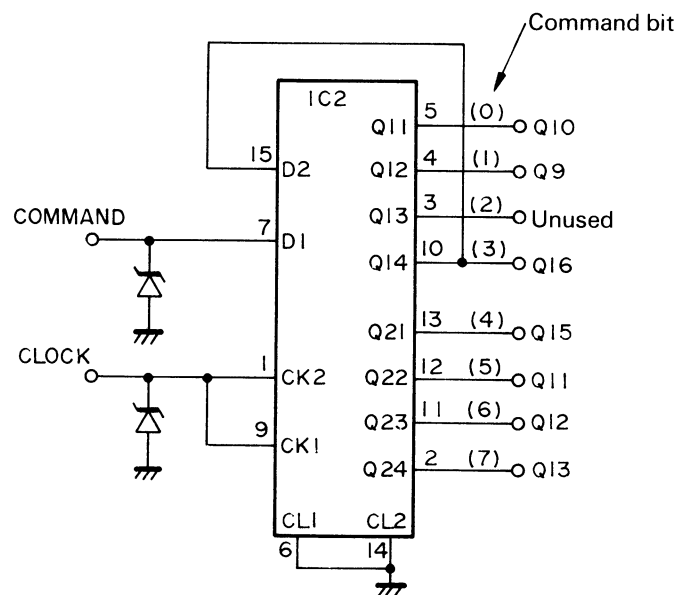 Command bit
IC2
Q11 5 (0) Q10
15 D2 Q12 4 (1) Q9
COMMAND 7 D1 Q13 3 (2) Unused
Q14 10 (3) Q16
Q21 13 (4) Q15
CLOCK 1 CK2 Q22 12 (5) Q11
9 CK1 Q23 11 (6) Q12
Q24 2 (7) Q13
CL1 CL2
6 14